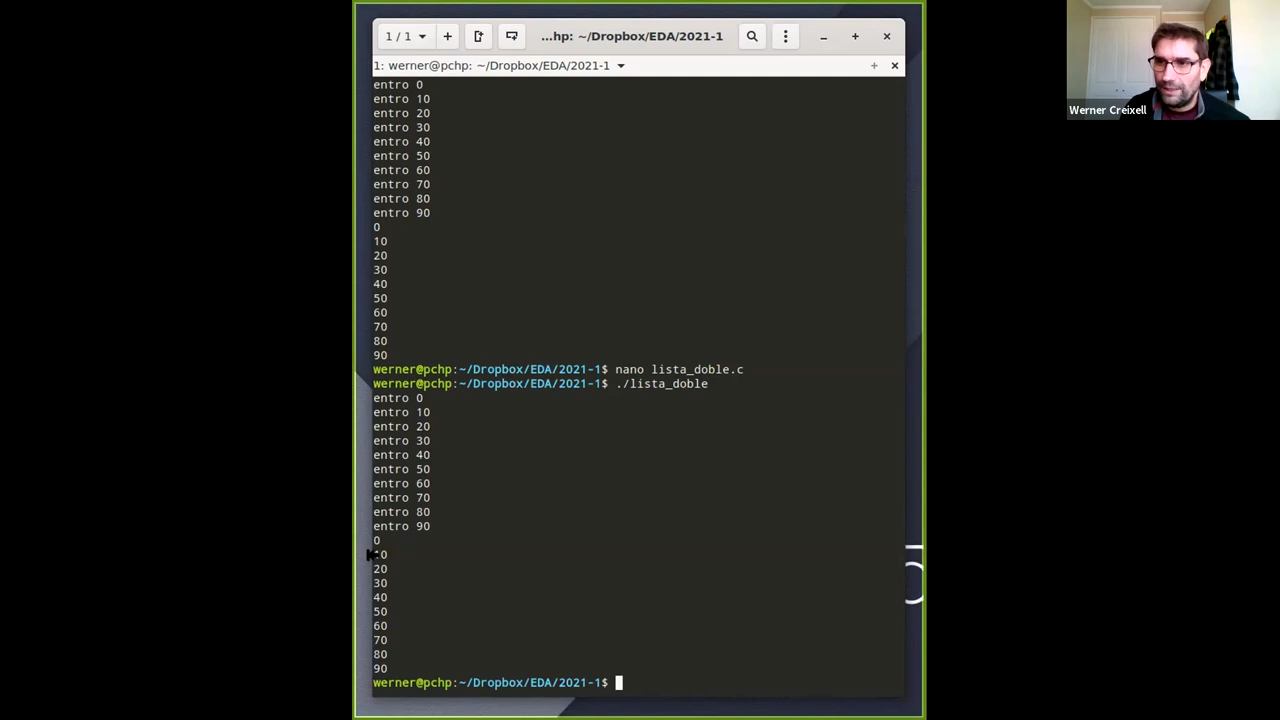 1 / 1
...hp: ~/Dropbox/EDA/2021-1
1: werner@pchp: ~/Dropbox/EDA/2021-1
Werner Creixell
entro 0
entro 10
entro 20
entro 30
entro 40
entro 50
entro 60
entro 70
entro 80
entro 90
0
10
20
30
40
50
60
70
80
90
werner@pchp:~/Dropbox/EDA/2021-1$ nano lista_doble.c
werner@pchp:~/Dropbox/EDA/2021-1$ ./lista_doble
entro 0
entro 10
entro 20
entro 30
entro 40
entro 50
entro 60
entro 70
entro 80
entro 90
0
10
20
30
40
50
60
70
80
90
werner@pchp:~/Dropbox/EDA/2021-1$